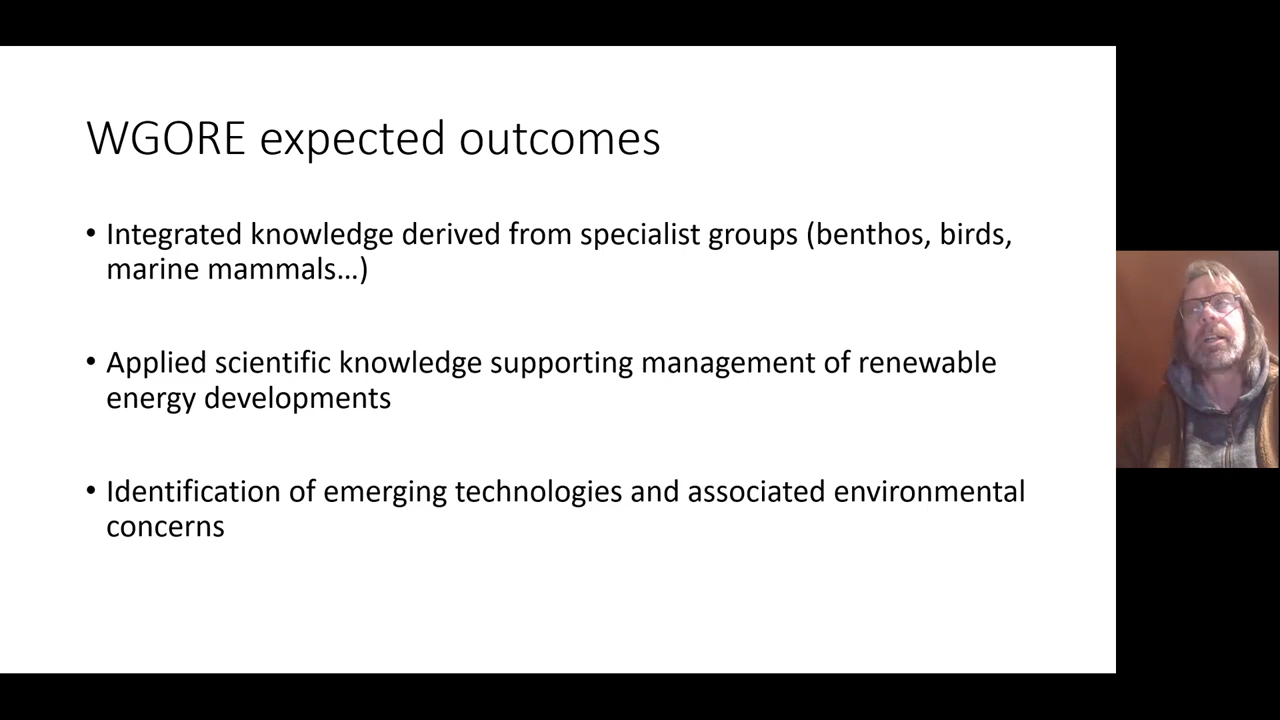 WGORE expected outcomes
• Integrated knowledge derived from specialist groups (benthos, birds,
marine mammals...)
• Applied scientific knowledge supporting management of renewable
energy developments
• Identification of emerging technologies and associated environmental
concerns